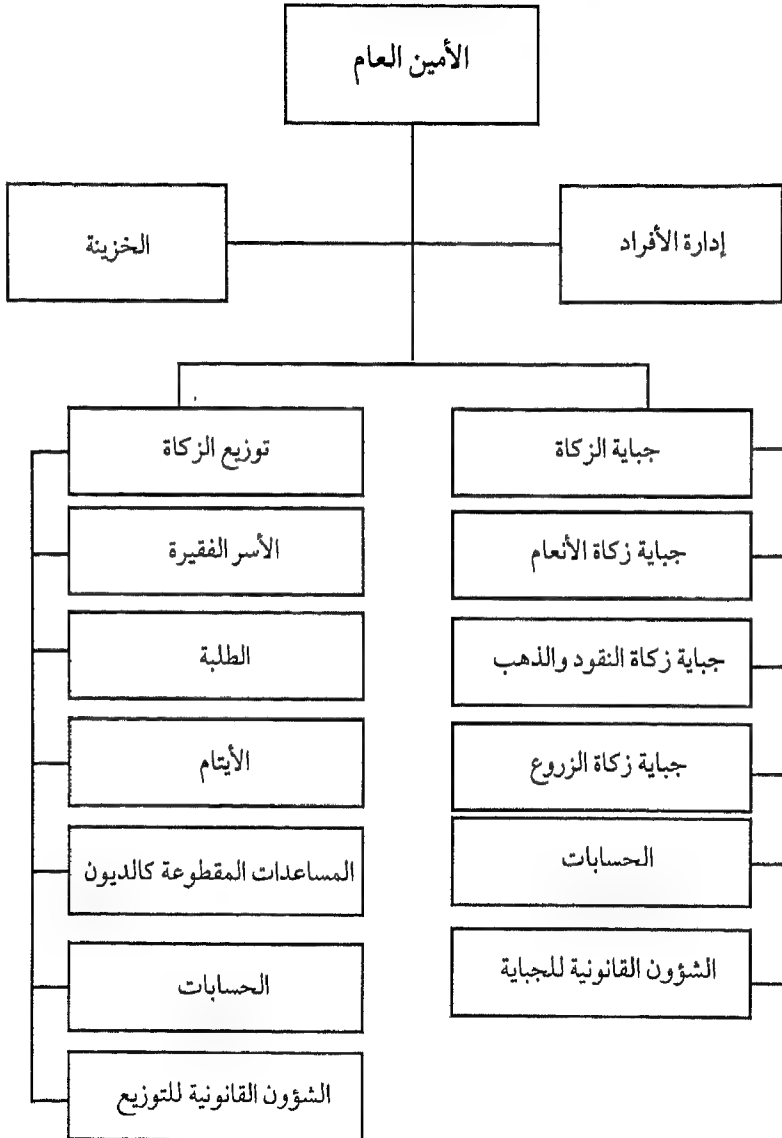 الأمين العام
إدارة الأفراد
الخزينة
جباية الزكاة
جباية زكاة الأنعام
جباية زكاة النقود والذهب
جباية زكاة الزروع
الحسابات
الشؤون القانونية للجباية
توزيع الزكاة
الأسر الفقيرة
الطلبة
الأيتام
المساعدات المقطوعة كالديون
الحسابات
الشؤون القانونية للتوزيع